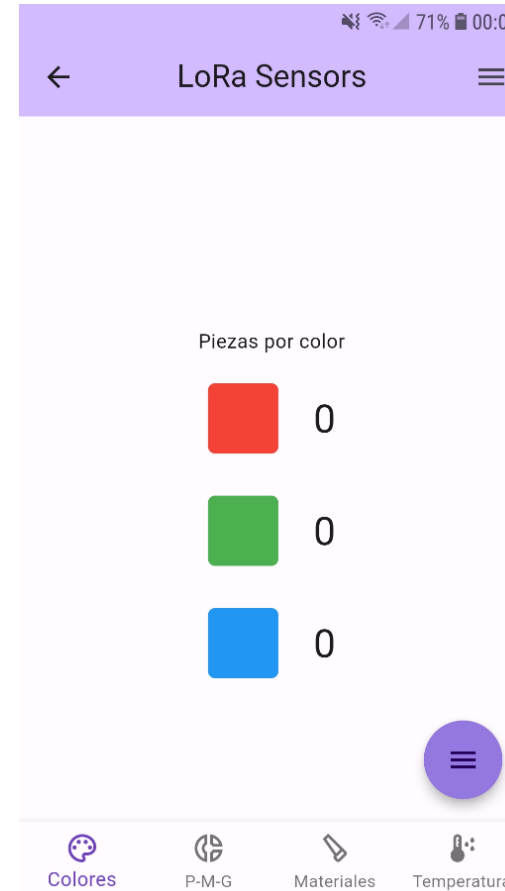 71% 00:0
LoRa Sensors
Piezas por color
0
0
0
Colores P-M-G Materiales Temperatura